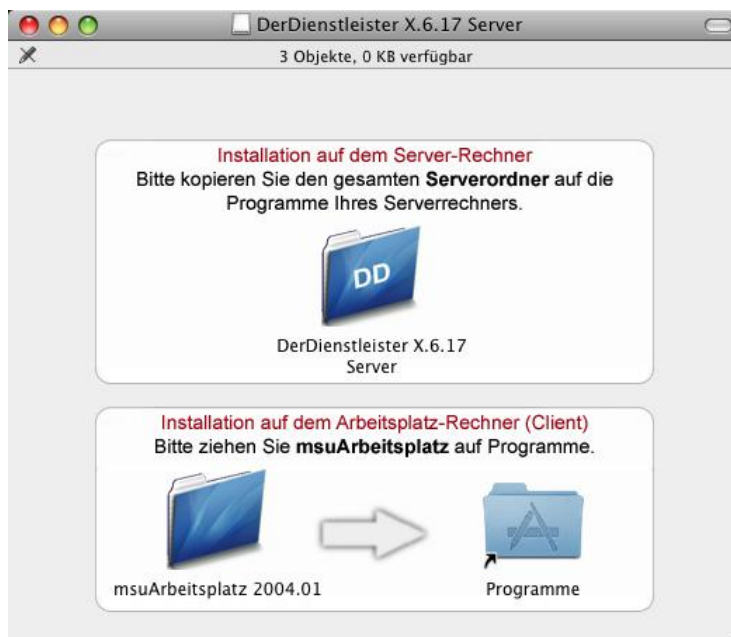 DerDienstleister X.6.17 Server
3 Objekte, 0 KB verfügbar
Installation auf dem Server-Rechner
Bitte kopieren Sie den gesamten Serverordner auf die
Programme Ihres Serverrechners.
DD
DerDienstleister X.6.17
Server
Installation auf dem Arbeitsplatz-Rechner (Client)
Bitte ziehen Sie msuArbeitsplatz auf Programme.
msuArbeitsplatz 2004.01
Programme